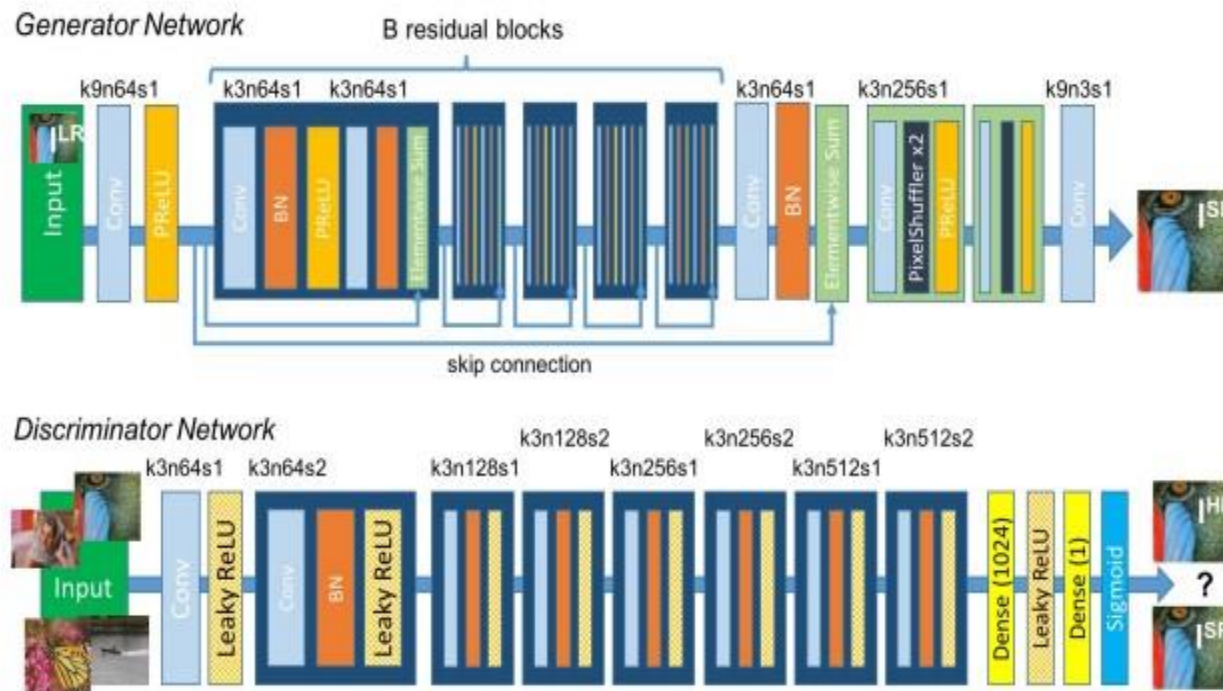 Generator Network
B residual blocks
k9n64s1
k3n64s1
k3n64s1
k3n64s1
k3n256s1
k9n3s1
I^LR
Input
Conv
PReLU
Conv
BN
PReLU
Elementwise Sum
Conv
BN
Elementwise Sum
Conv
PixelShuffler x2
PReLU
Conv
skip connection
Discriminator Network
k3n128s2
k3n256s2
k3n512s2
k3n64s1
k3n64s2
k3n128s1
k3n256s1
k3n512s1
Input
Conv
Leaky ReLU
Conv
BN
Leaky ReLU
Dense (1024)
Leaky ReLU
Dense (1)
Sigmoid
?